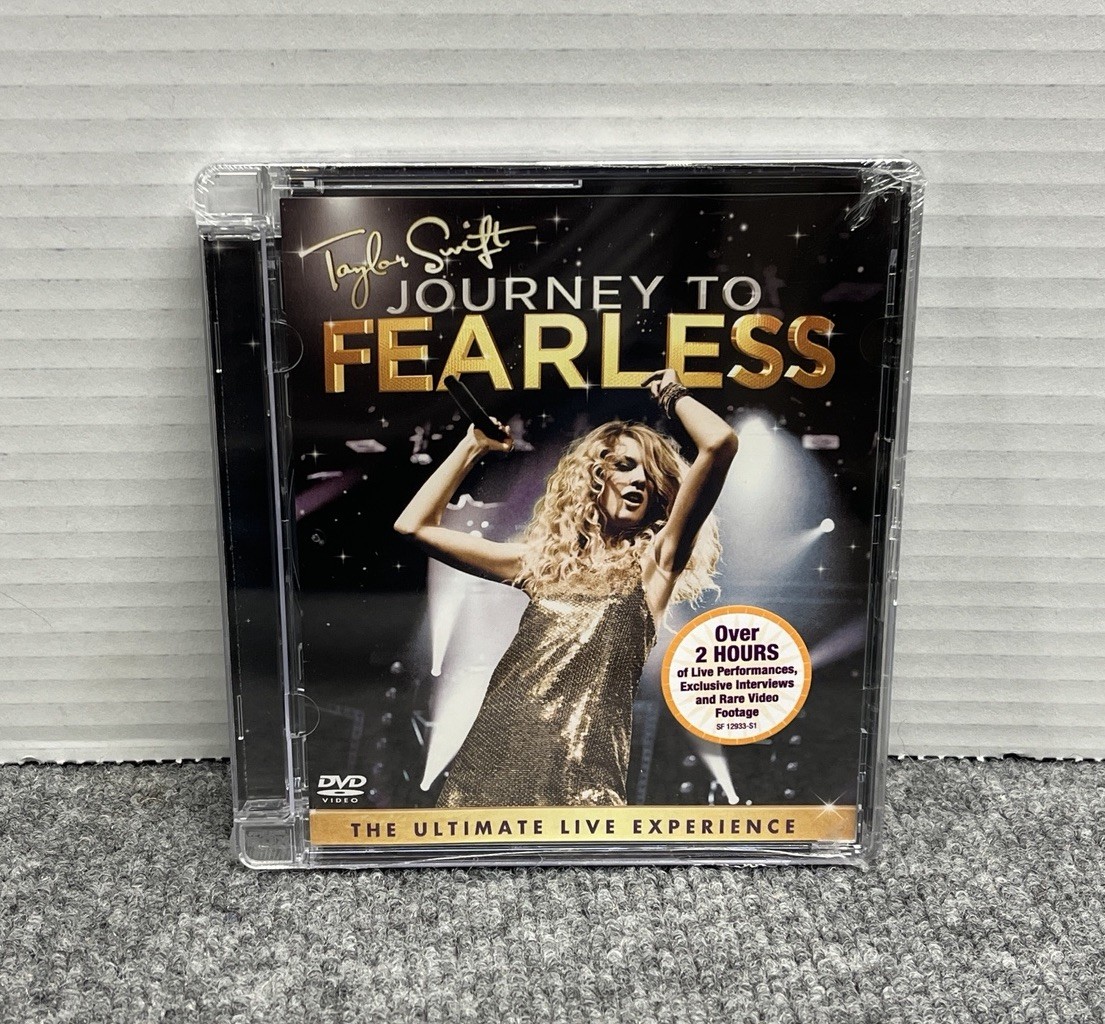 Taylor Swift
JOURNEY TO
FEARLESS
Over
2 HOURS
of Live Performances,
Exclusive Interviews
and Rare Video
Footage
SF 12933-S1
DVD
VIDEO
THE ULTIMATE LIVE EXPERIENCE